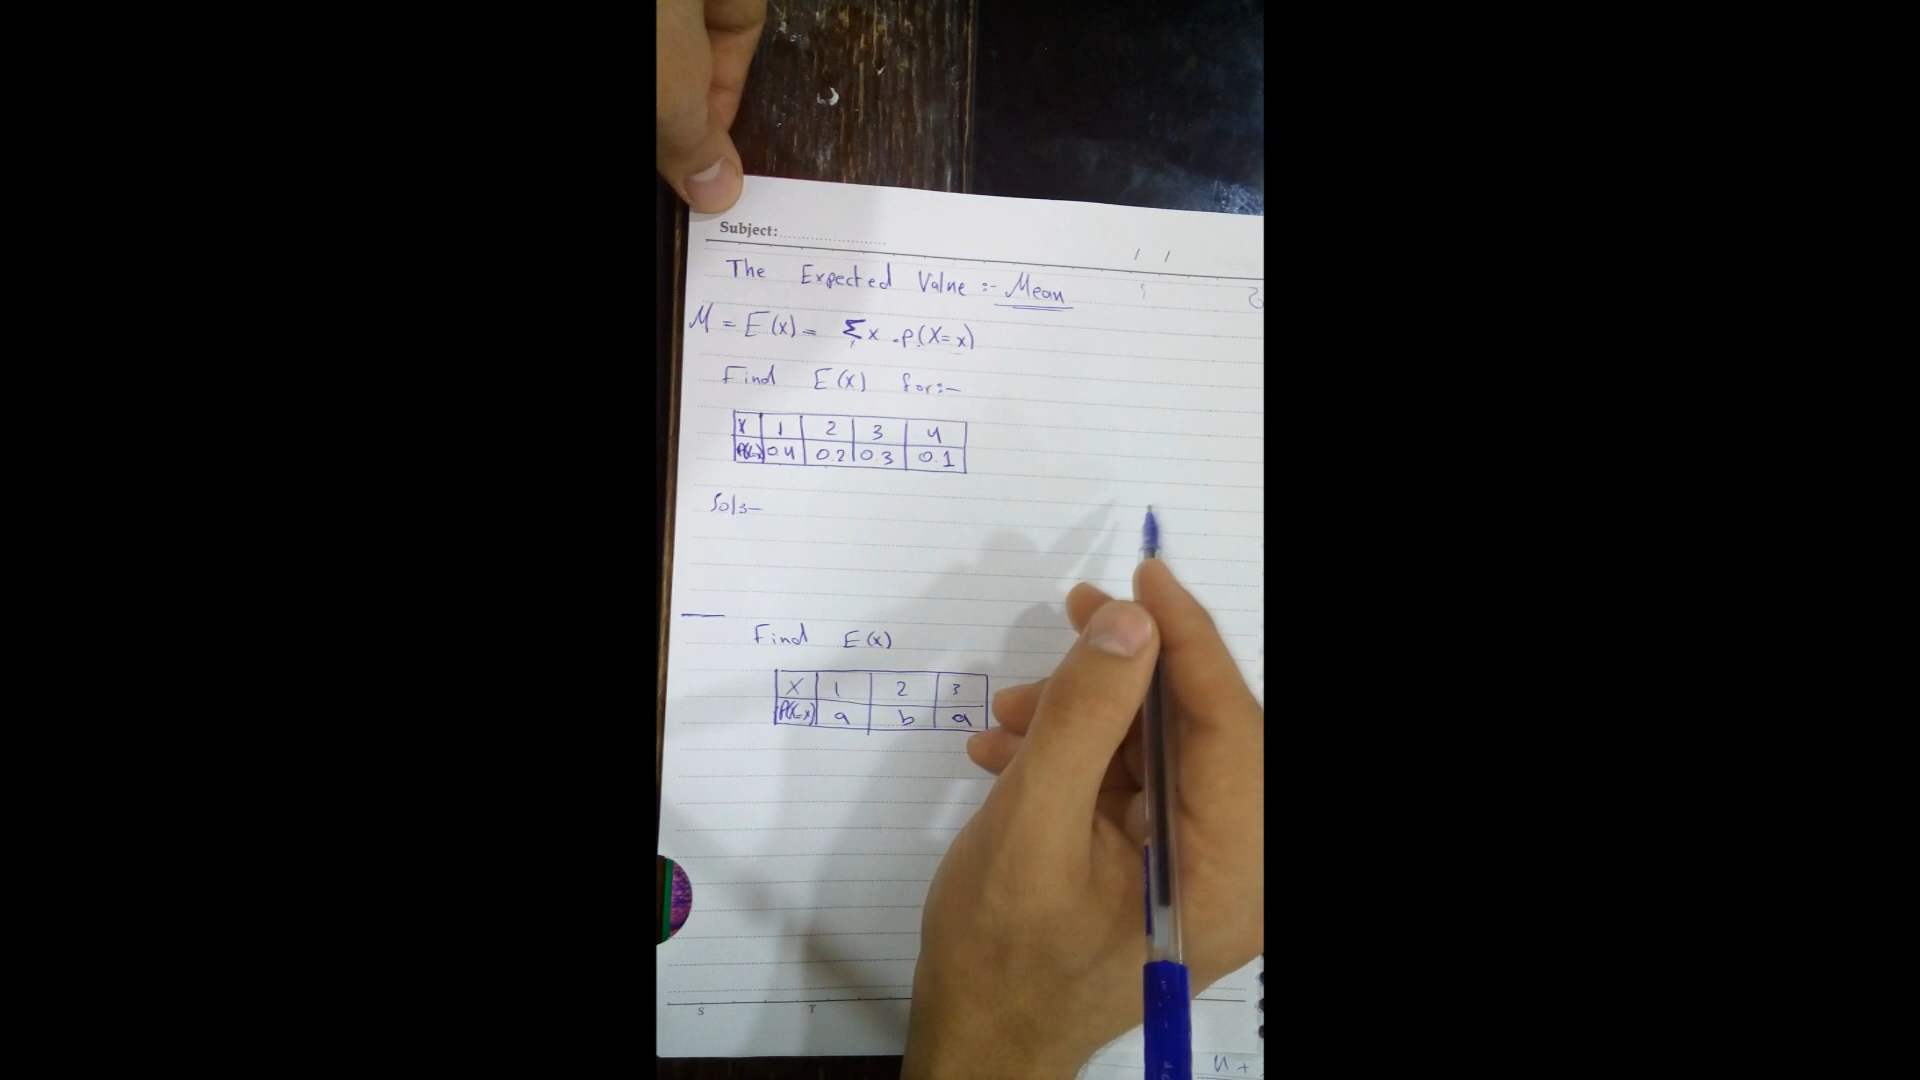 Subject:
/ /
The Expected Value :- Mean
M = E(x) = Σx . p(X=x)
Find E(x) for:-
X 1 2 3 4
P(X=x) 0.4 0.2 0.3 0.1
Sol:-
Find E(x)
X 1 2 3
P(X=x) a b a
S T